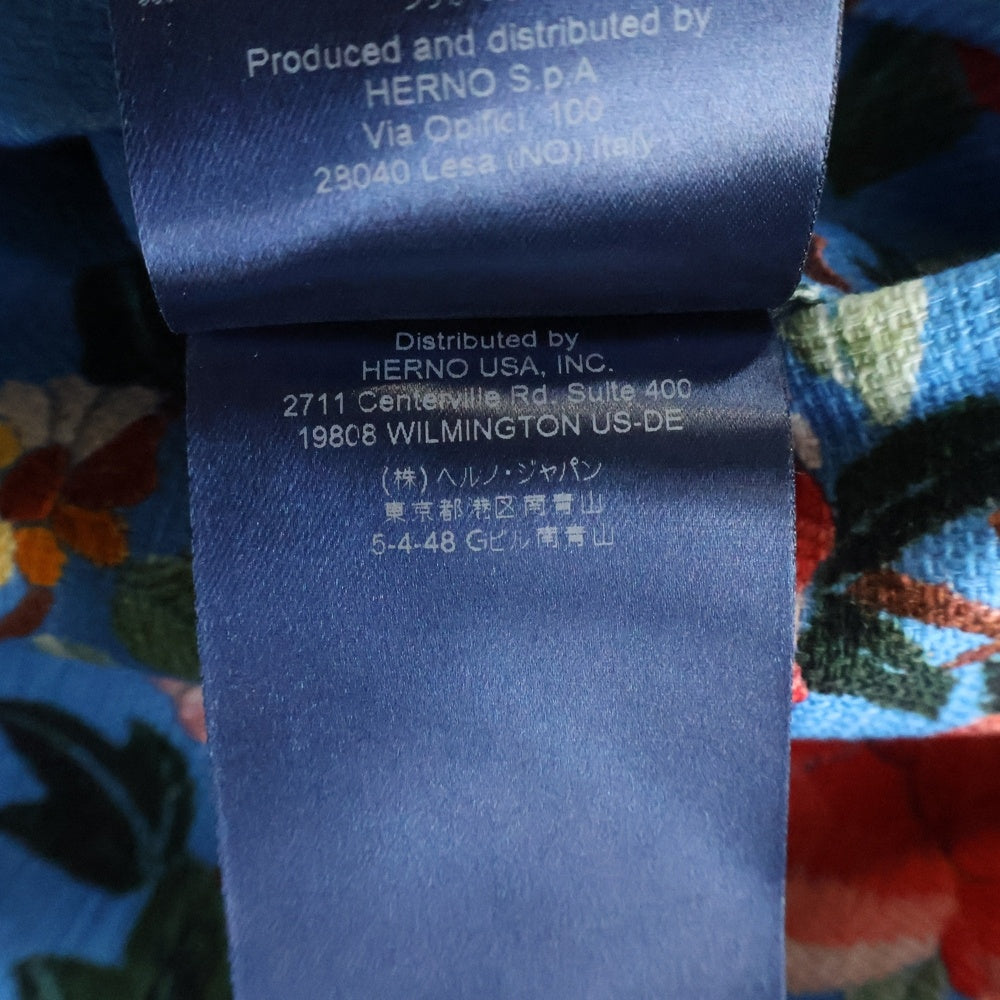 Produced and distributed by
HERNO S.p.A
Via Opifici, 100
28040 Lesa (NO) Italy
Distributed by
HERNO USA, INC.
2711 Centerville Rd. Suite 400
19808 WILMINGTON US-DE
(株) ヘルノ・ジャパン
東京都港区南青山
5-4-48 Gビル南青山